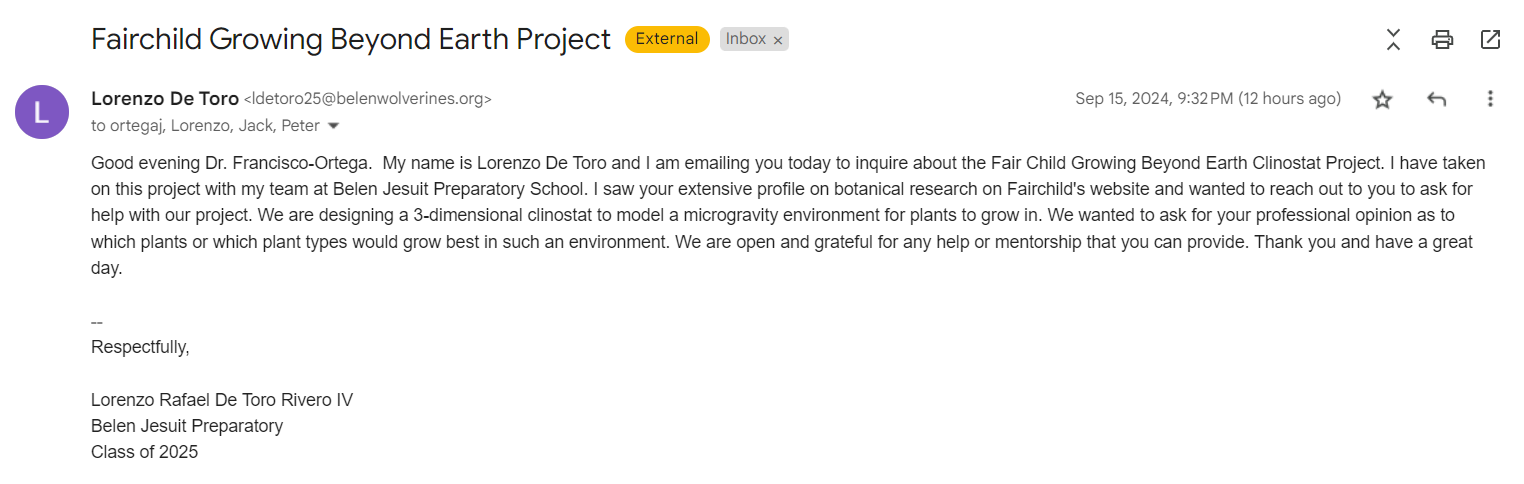 Fairchild Growing Beyond Earth Project External Inbox ×
L
Lorenzo De Toro <ldetoro25@belenwolverines.org> Sep 15, 2024, 9:32 PM (12 hours ago)
to ortegaj, Lorenzo, Jack, Peter
Good evening Dr. Francisco-Ortega.  My name is Lorenzo De Toro and I am emailing you today to inquire about the Fair Child Growing Beyond Earth Clinostat Project. I have taken
on this project with my team at Belen Jesuit Preparatory School. I saw your extensive profile on botanical research on Fairchild's website and wanted to reach out to you to ask for
help with our project. We are designing a 3-dimensional clinostat to model a microgravity environment for plants to grow in. We wanted to ask for your professional opinion as to
which plants or which plant types would grow best in such an environment. We are open and grateful for any help or mentorship that you can provide. Thank you and have a great
day.
--
Respectfully,
Lorenzo Rafael De Toro Rivero IV
Belen Jesuit Preparatory
Class of 2025